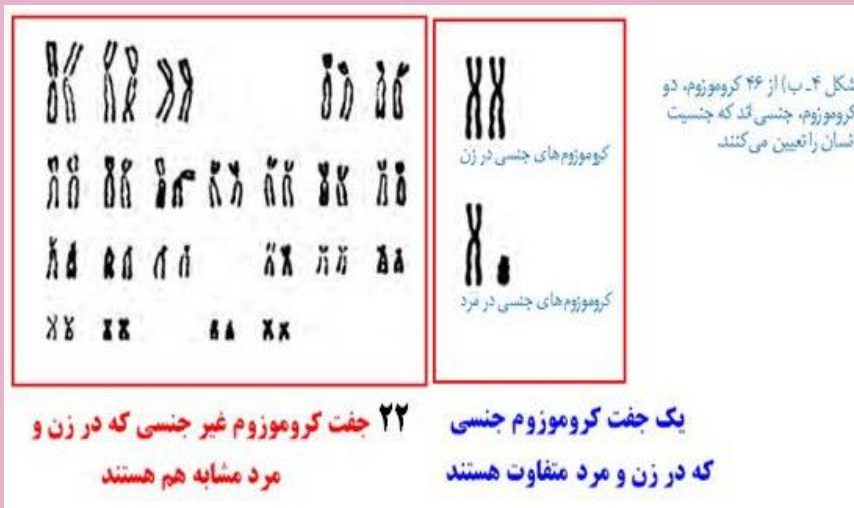 شکل ۴ـ ب) از ۴۶ کروموزوم، دو
کروموزوم، جنسی اند که جنسیت
انسان را تعیین می‌کنند.
کروموزوم‌های جنسی در زن
کروموزوم‌های جنسی در مرد
یک جفت کروموزوم جنسی
که در زن و مرد متفاوت هستند
۲۲ جفت کروموزوم غیر جنسی که در زن و
مرد مشابه هم هستند